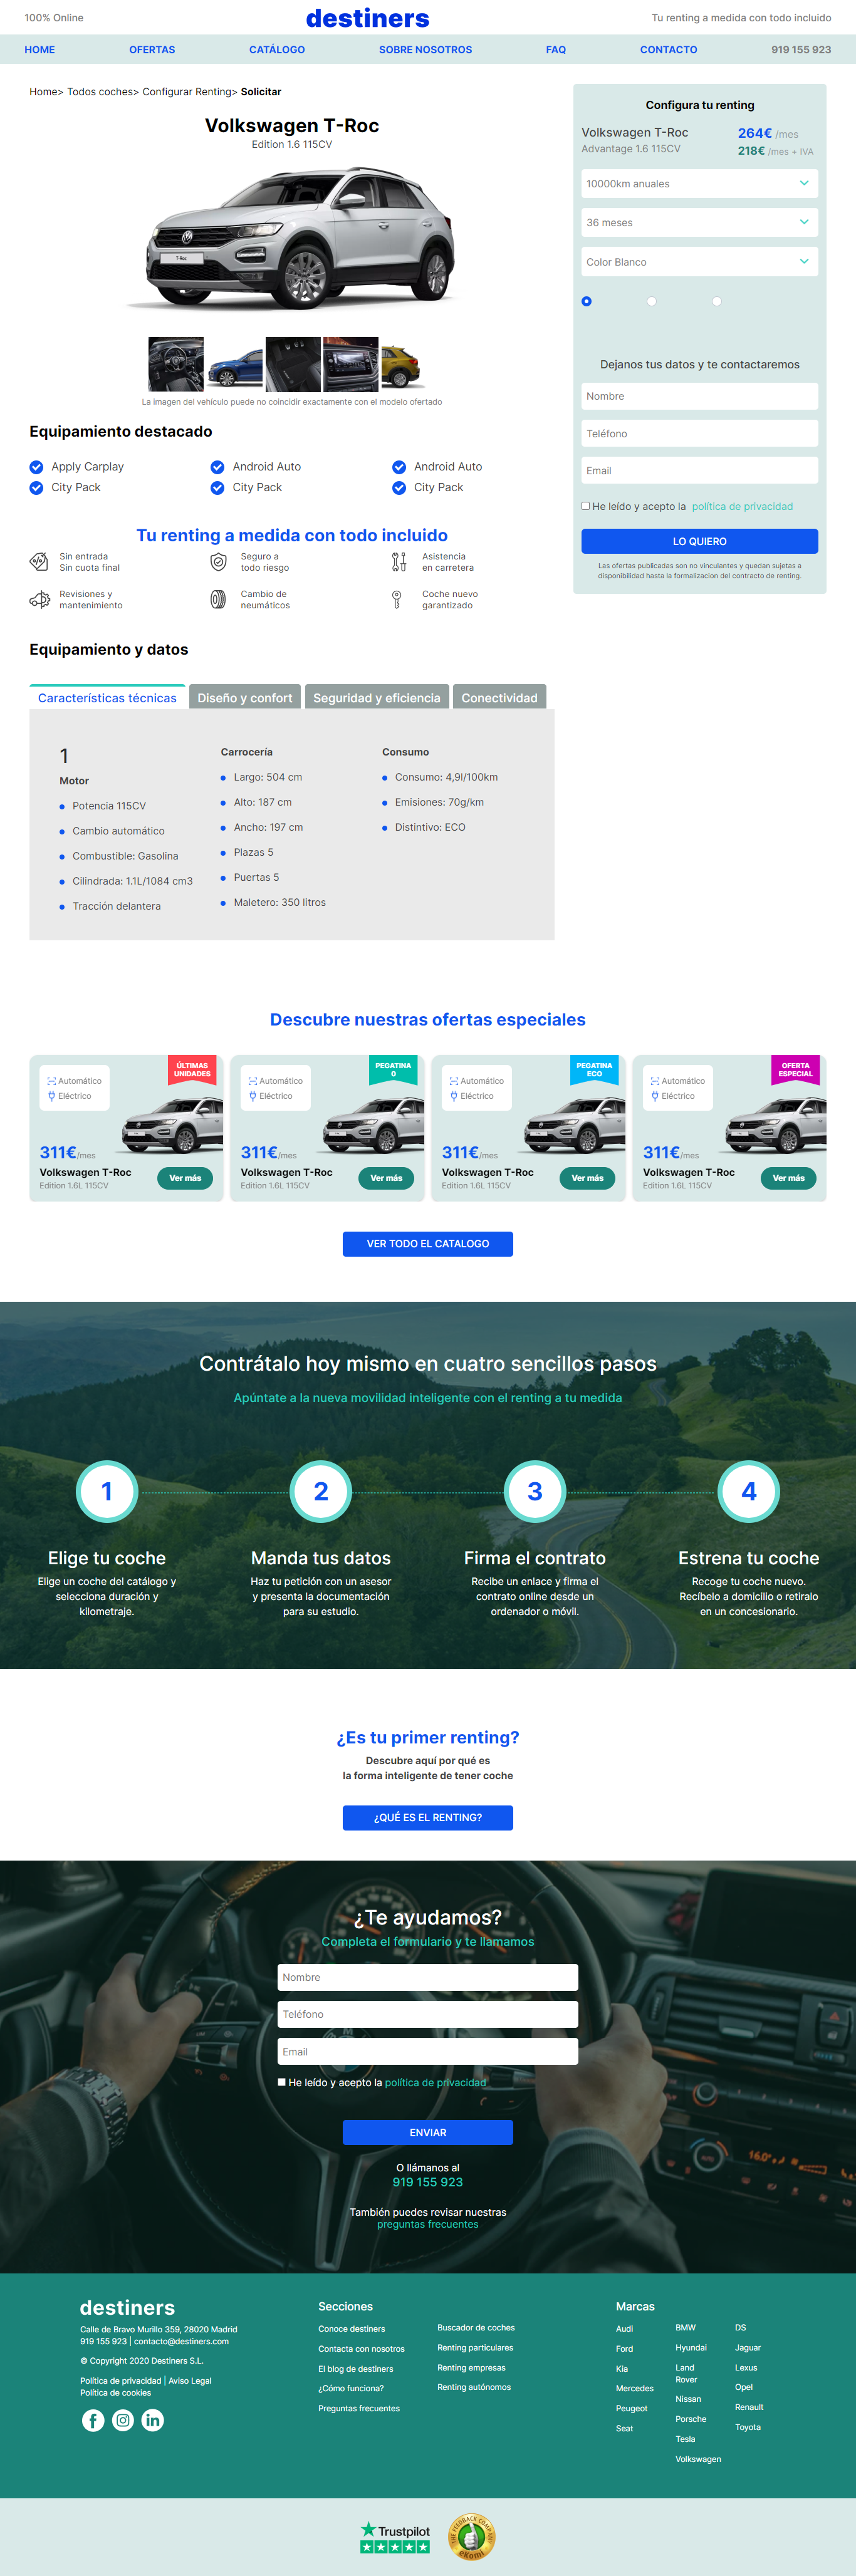 100% Online
destiners
Tu renting a medida con todo incluido
HOME
OFERTAS
CATÁLOGO
SOBRE NOSOTROS
FAQ
CONTACTO
919 155 923
Home> Todos coches> Configurar Renting> Solicitar
Volkswagen T-Roc
Edition 1.6 115CV
T-Roc
La imagen del vehículo puede no coincidir exactamente con el modelo ofertado
Configura tu renting
Volkswagen T-Roc
264€ /mes
Advantage 1.6 115CV
218€ /mes + IVA
10000km anuales
36 meses
Color Blanco
Dejanos tus datos y te contactaremos
Nombre
Teléfono
Email
He leído y acepto la política de privacidad
LO QUIERO
Las ofertas publicadas son no vinculantes y quedan sujetas a
disponibilidad hasta la formalizacion del contracto de renting.
Equipamiento destacado
Apply Carplay
Android Auto
Android Auto
City Pack
City Pack
City Pack
Tu renting a medida con todo incluido
Sin entrada
Sin cuota final
Seguro a
todo riesgo
Asistencia
en carretera
Revisiones y
mantenimiento
Cambio de
neumáticos
Coche nuevo
garantizado
Equipamiento y datos
Características técnicas
Diseño y confort
Seguridad y eficiencia
Conectividad
1
Motor
Potencia 115CV
Cambio automático
Combustible: Gasolina
Cilindrada: 1.1L/1084 cm3
Tracción delantera
Carrocería
Largo: 504 cm
Alto: 187 cm
Ancho: 197 cm
Plazas 5
Puertas 5
Maletero: 350 litros
Consumo
Consumo: 4,9l/100km
Emisiones: 70g/km
Distintivo: ECO
Descubre nuestras ofertas especiales
ÚLTIMAS
UNIDADES
Automático
Eléctrico
311€/mes
Volkswagen T-Roc
Edition 1.6L 115CV
Ver más
PEGATINA
0
Automático
Eléctrico
311€/mes
Volkswagen T-Roc
Edition 1.6L 115CV
Ver más
PEGATINA
ECO
Automático
Eléctrico
311€/mes
Volkswagen T-Roc
Edition 1.6L 115CV
Ver más
OFERTA
ESPECIAL
Automático
Eléctrico
311€/mes
Volkswagen T-Roc
Edition 1.6L 115CV
Ver más
VER TODO EL CATALOGO
Contrátalo hoy mismo en cuatro sencillos pasos
Apúntate a la nueva movilidad inteligente con el renting a tu medida
1
2
3
4
Elige tu coche
Elige un coche del catálogo y
selecciona duración y
kilometraje.
Manda tus datos
Haz tu petición con un asesor
y presenta la documentación
para su estudio.
Firma el contrato
Recibe un enlace y firma el
contrato online desde un
ordenador o móvil.
Estrena tu coche
Recoge tu coche nuevo.
Recíbelo a domicilio o retíralo
en un concesionario.
¿Es tu primer renting?
Descubre aquí por qué es
la forma inteligente de tener coche
¿QUÉ ES EL RENTING?
¿Te ayudamos?
Completa el formulario y te llamamos
Nombre
Teléfono
Email
He leído y acepto la política de privacidad
ENVIAR
O llámanos al
919 155 923
También puedes revisar nuestras
preguntas frecuentes
16.0°
destiners
Calle de Bravo Murillo 359, 28020 Madrid
919 155 923 | contacto@destiners.com
© Copyright 2020 Destiners S.L.
Política de privacidad | Aviso Legal
Política de cookies
Secciones
Conoce destiners
Contacta con nosotros
El blog de destiners
¿Cómo funciona?
Preguntas frecuentes
Buscador de coches
Renting particulares
Renting empresas
Renting autónomos
Marcas
Audi
Ford
Kia
Mercedes
Peugeot
Seat
BMW
Hyundai
Land
Rover
Nissan
Porsche
Tesla
Volkswagen
DS
Jaguar
Lexus
Opel
Renault
Toyota
Trustpilot
THE FEEDBACK COMPANY
eKomi